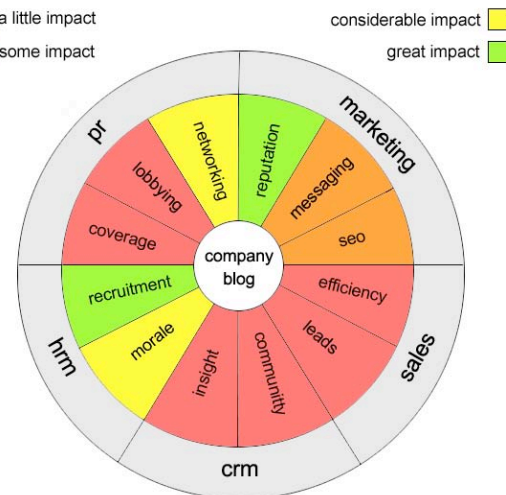 a little impact
considerable impact
some impact
great impact
pr
marketing
networking
reputation
lobbying
messaging
coverage
seo
company
blog
recruitment
efficiency
morale
leads
insight
communitty
hrm
sales
crm